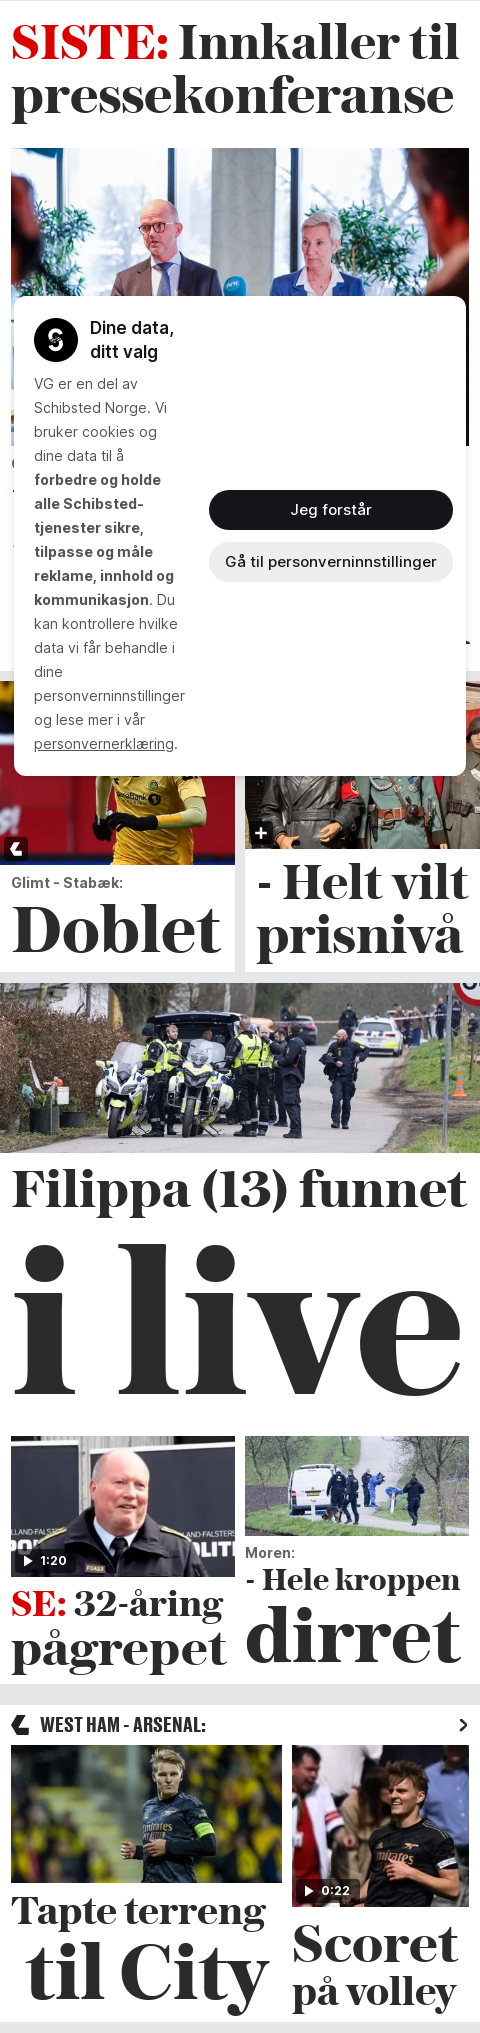 SISTE: Innkaller til
pressekonferanse
Dine data,
ditt valg
VG er en del av
Schibsted Norge. Vi
bruker cookies og
dine data til å
forbedre og holde
alle Schibsted-
tjenester sikre,
tilpasse og måle
reklame, innhold og
kommunikasjon. Du
kan kontrollere hvilke
data vi får behandle i
dine
personverninnstillinger
og lese mer i vår
personvernerklæring.
Jeg forstår
Gå til personverninnstillinger
Glimt - Stabæk:
Doblet
- Helt vilt
prisnivå
Filippa (13) funnet
i live
1:20
SE: 32-åring
pågrepet
Moren:
- Hele kroppen
dirret
WEST HAM - ARSENAL:
Tapte terreng
til City
0:22
Scoret
på volley